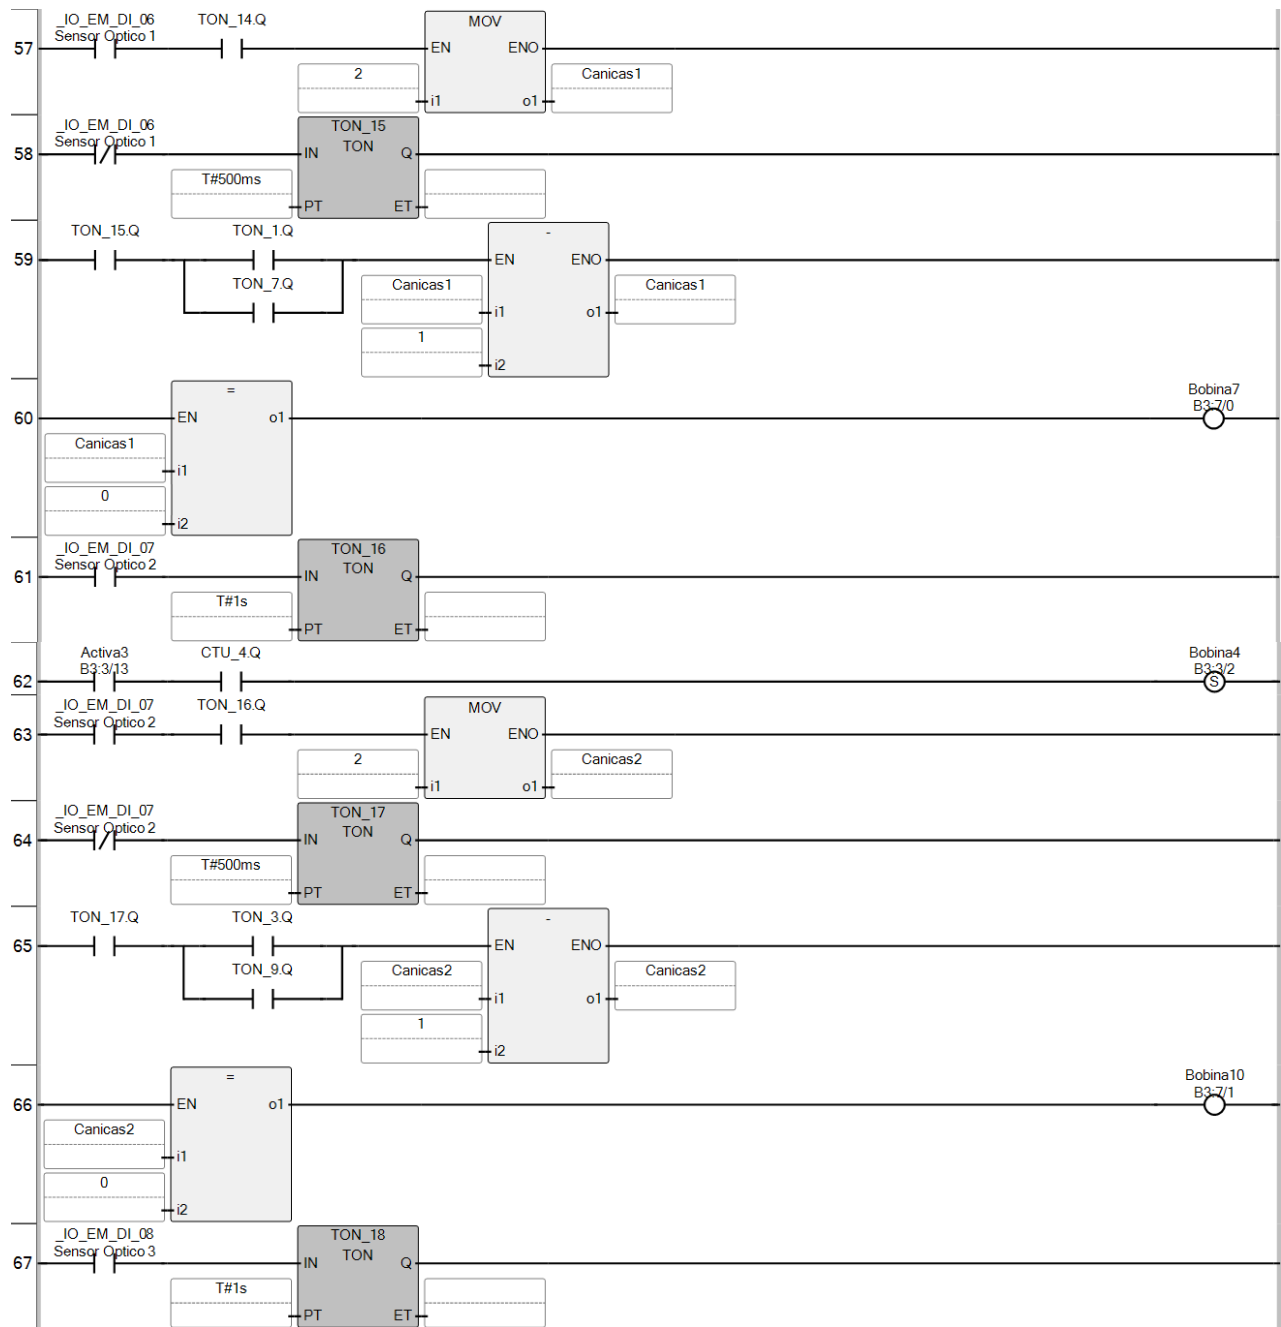 _IO_EM_DI_06 TON_14.Q MOV
Sensor Optico 1
57 EN ENO
2 Canicas1
i1 o1
_IO_EM_DI_06 TON_15
Sensor Optico 1 TON
58 IN Q
T#500ms
PT ET
TON_15.Q TON_1.Q -
59 EN ENO
TON_7.Q Canicas1 Canicas1
i1 o1
1
i2
= Bobina7
B3:7/0
60 EN o1
Canicas1
i1
0
i2
_IO_EM_DI_07 TON_16
Sensor Optico 2 TON
61 IN Q
T#1s
PT ET
Activa3 CTU_4.Q Bobina4
B3:3/13 B3:3/2
62 S
_IO_EM_DI_07 TON_16.Q MOV
Sensor Optico 2
63 EN ENO
2 Canicas2
i1 o1
_IO_EM_DI_07 TON_17
Sensor Optico 2 TON
64 IN Q
T#500ms
PT ET
TON_17.Q TON_3.Q -
65 EN ENO
TON_9.Q Canicas2 Canicas2
i1 o1
1
i2
= Bobina10
B3:7/1
66 EN o1
Canicas2
i1
0
i2
_IO_EM_DI_08 TON_18
Sensor Optico 3 TON
67 IN Q
T#1s
PT ET